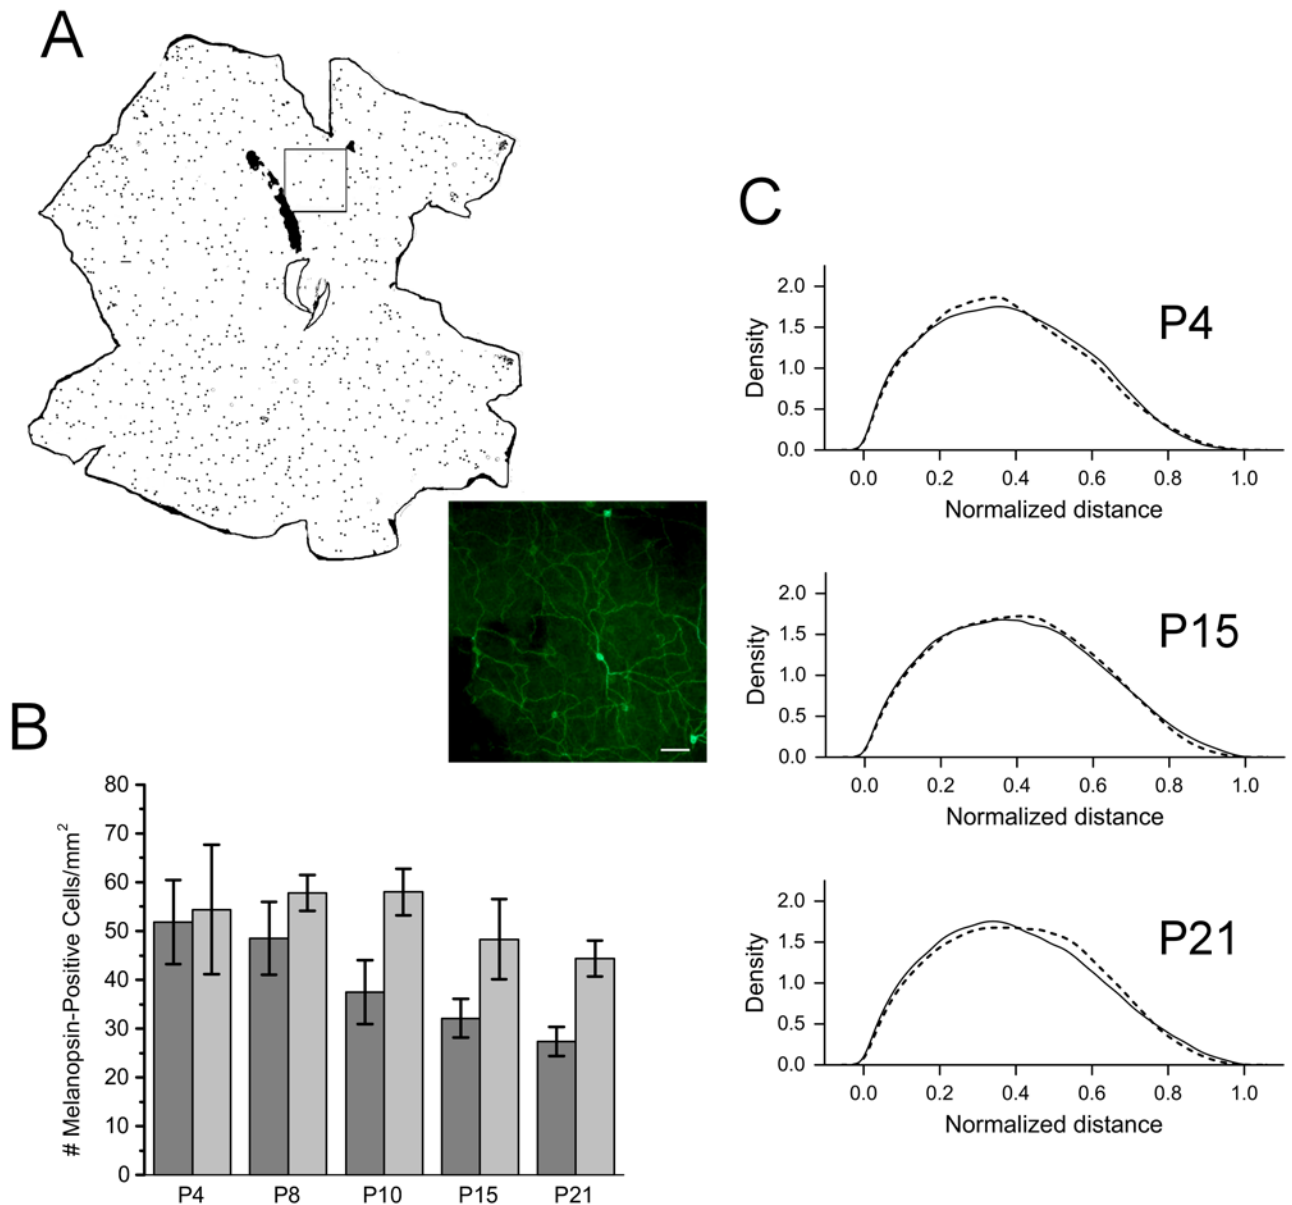 A
B
# Melanopsin-Positive Cells/mm2
80
70
60
50
40
30
20
10
0
P4 P8 P10 P15 P21
C
Density
2.0
1.5
1.0
0.5
0.0
P4
0.0 0.2 0.4 0.6 0.8 1.0
Normalized distance
Density
2.0
1.5
1.0
0.5
0.0
P15
0.0 0.2 0.4 0.6 0.8 1.0
Normalized distance
Density
2.0
1.5
1.0
0.5
0.0
P21
0.0 0.2 0.4 0.6 0.8 1.0
Normalized distance